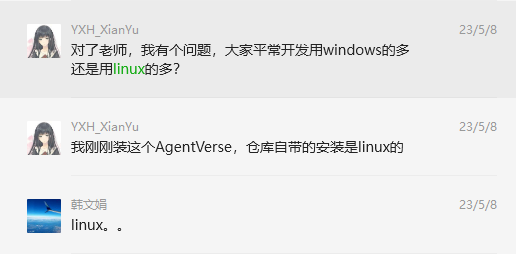 YXH_XianYu 23/5/8
对了老师，我有个问题，大家平常开发用windows的多
还是用linux的多？
YXH_XianYu 23/5/8
我刚刚装这个AgentVerse，仓库自带的安装是linux的
韩文娟 23/5/8
linux。。